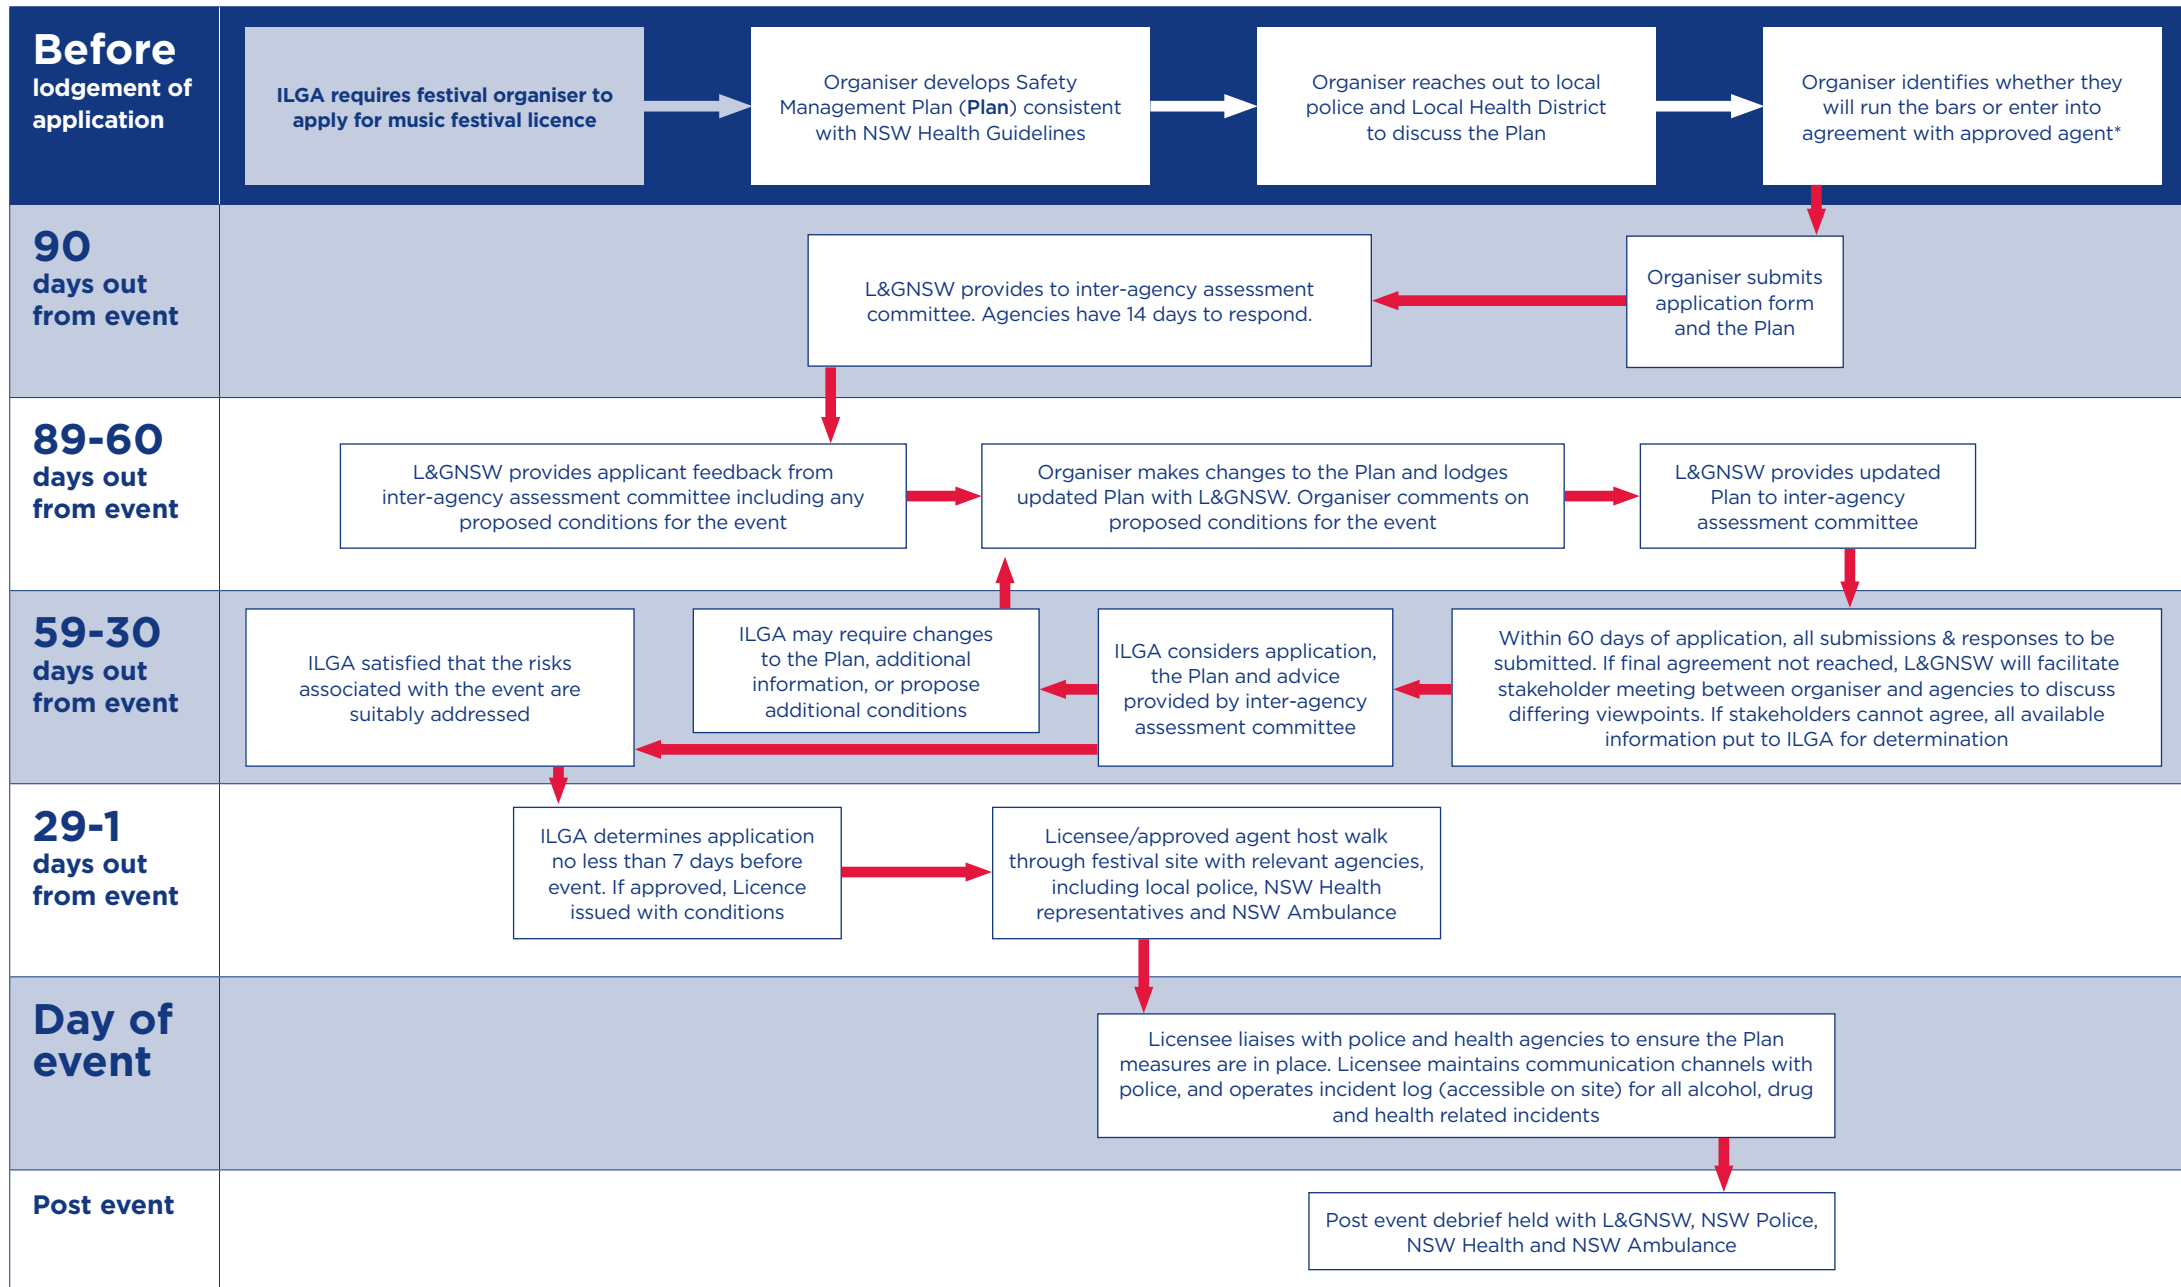 Before
lodgement of
application
ILGA requires festival organiser to
apply for music festival licence
Organiser develops Safety
Management Plan (Plan) consistent
with NSW Health Guidelines
Organiser reaches out to local
police and Local Health District
to discuss the Plan
Organiser identifies whether they
will run the bars or enter into
agreement with approved agent*
90
days out
from event
L&GNSW provides to inter-agency assessment
committee. Agencies have 14 days to respond.
Organiser submits
application form
and the Plan
89-60
days out
from event
L&GNSW provides applicant feedback from
inter-agency assessment committee including any
proposed conditions for the event
Organiser makes changes to the Plan and lodges
updated Plan with L&GNSW. Organiser comments on
proposed conditions for the event
L&GNSW provides updated
Plan to inter-agency
assessment committee
59-30
days out
from event
ILGA satisfied that the risks
associated with the event are
suitably addressed
ILGA may require changes
to the Plan, additional
information, or propose
additional conditions
ILGA considers application,
the Plan and advice
provided by inter-agency
assessment committee
Within 60 days of application, all submissions & responses to be
submitted. If final agreement not reached, L&GNSW will facilitate
stakeholder meeting between organiser and agencies to discuss
differing viewpoints. If stakeholders cannot agree, all available
information put to ILGA for determination
29-1
days out
from event
ILGA determines application
no less than 7 days before
event. If approved, Licence
issued with conditions
Licensee/approved agent host walk
through festival site with relevant agencies,
including local police, NSW Health
representatives and NSW Ambulance
Day of
event
Licensee liaises with police and health agencies to ensure the Plan
measures are in place. Licensee maintains communication channels with
police, and operates incident log (accessible on site) for all alcohol, drug
and health related incidents
Post event
Post event debrief held with L&GNSW, NSW Police,
NSW Health and NSW Ambulance